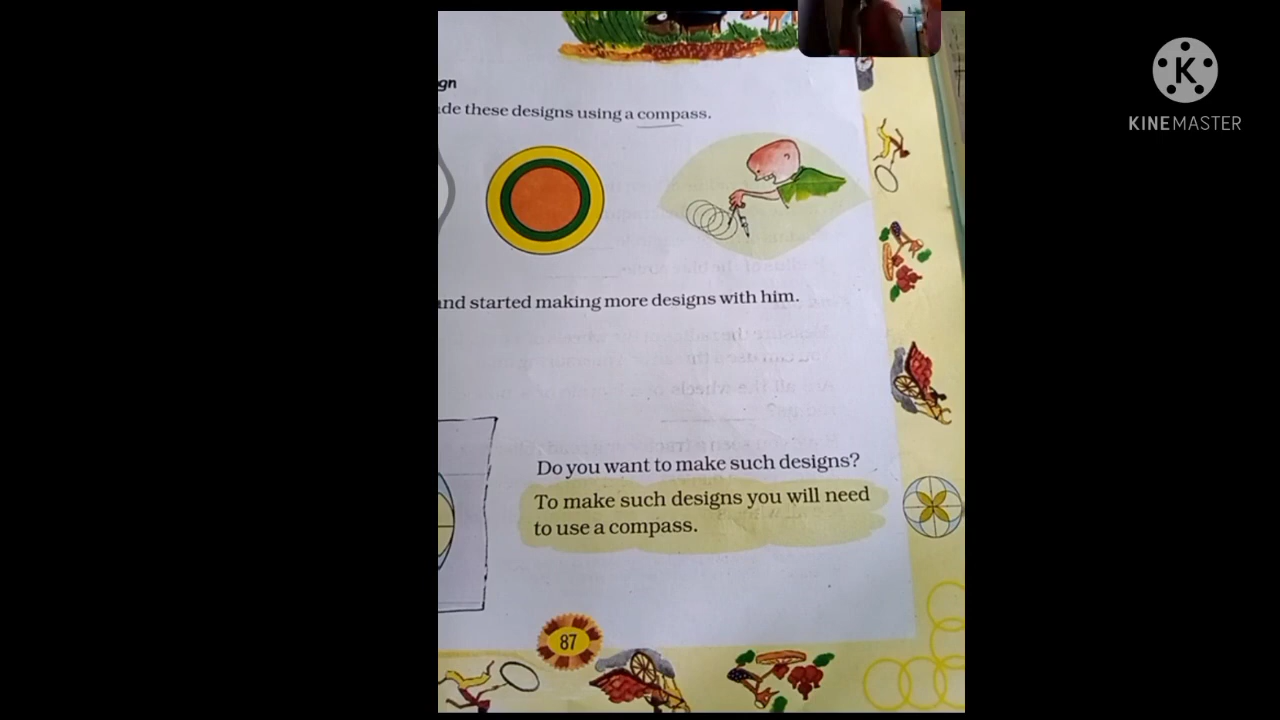 gn
de these designs using a compass.
and started making more designs with him.
Do you want to make such designs?
To make such designs you will need
to use a compass.
87
K
KINEMASTER